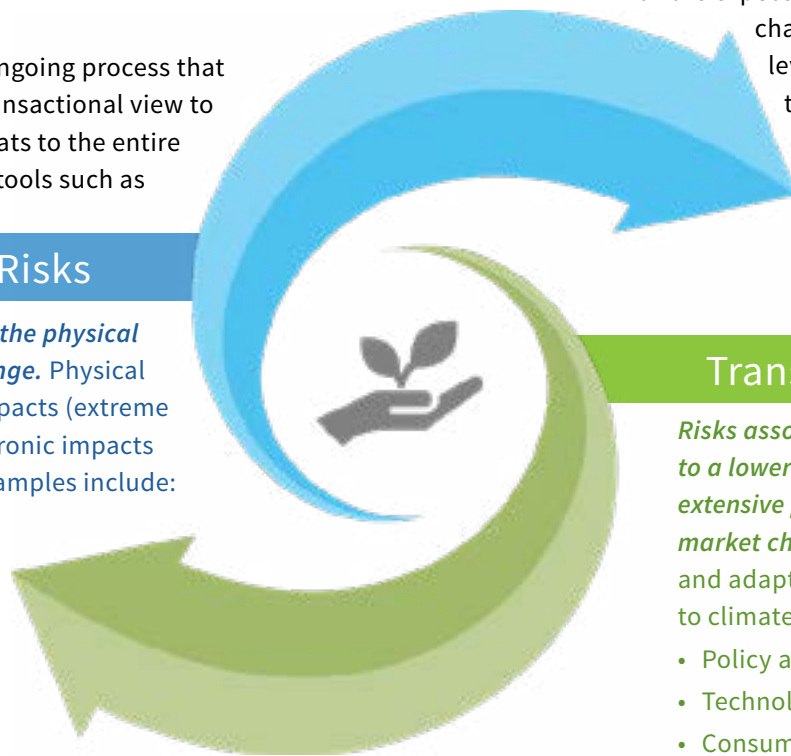 ngoing process that
nsactional view to
ats to the entire
tools such as
cha
lev
t
Risks
the physical
nge. Physical
pacts (extreme
ronic impacts
amples include:
Trans
Risks asso
to a lower
extensive
market ch
and adapt
to climate
• Policy a
• Technol
• Consum